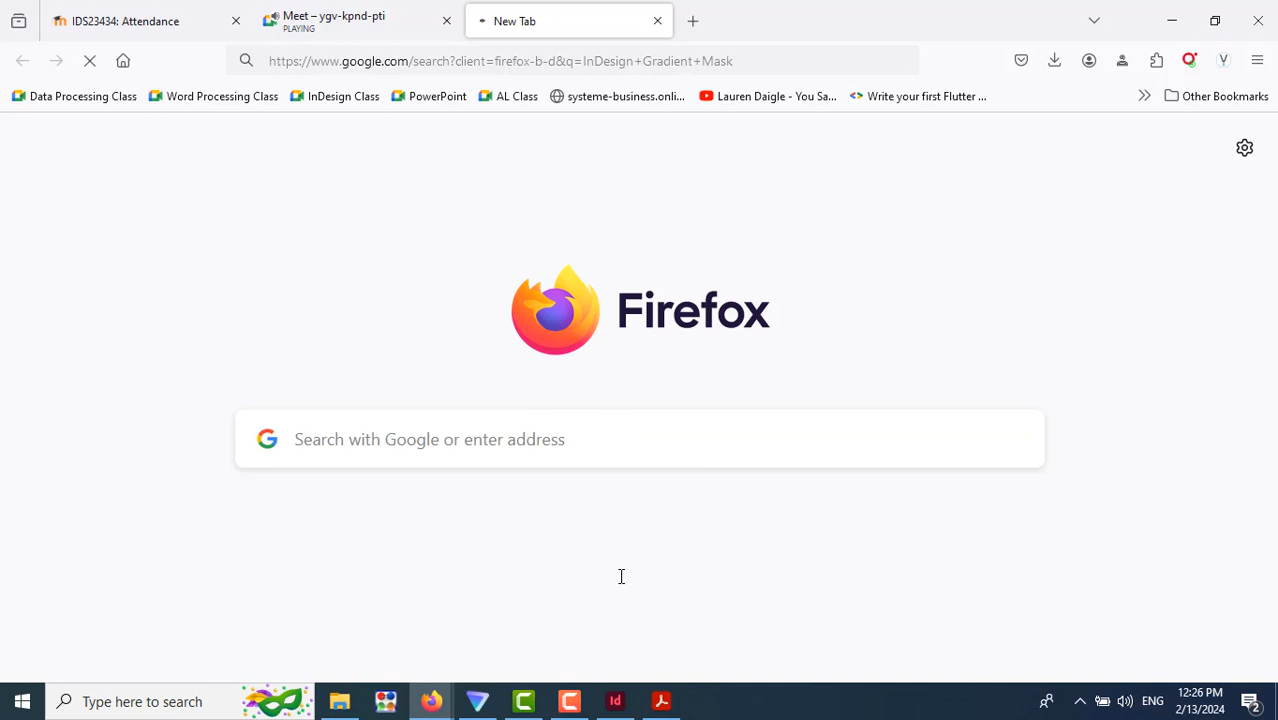 IDS23434: Attendance
Meet – ygv-kpnd-pti
PLAYING
New Tab
https://www.google.com/search?client=firefox-b-d&q=InDesign+Gradient+Mask
Data Processing Class
Word Processing Class
InDesign Class
PowerPoint
AL Class
systeme-business.onli...
Lauren Daigle - You Sa...
Write your first Flutter ...
Other Bookmarks
Firefox
Search with Google or enter address
Type here to search
Id
ENG
12:26 PM
2/13/2024
2